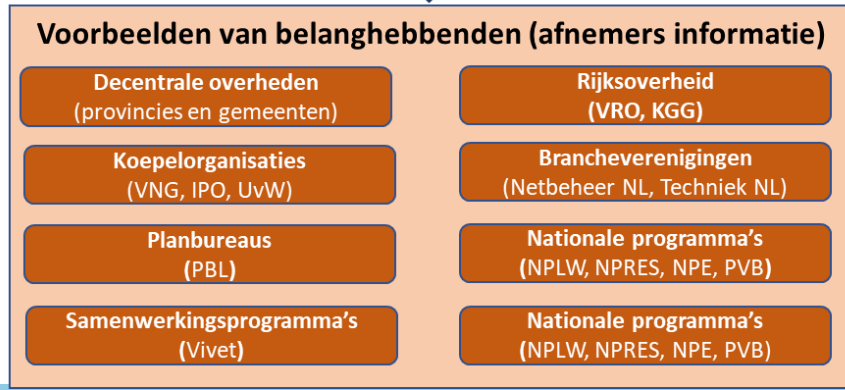 Voorbeelden van belanghebbenden (afnemers informatie)
Decentrale overheden
(provincies en gemeenten)
Rijksoverheid
(VRO, KGG)
Koepelorganisaties
(VNG, IPO, UvW)
Brancheverenigingen
(Netbeheer NL, Techniek NL)
Planbureaus
(PBL)
Nationale programma's
(NPLW, NPRES, NPE, PVB)
Samenwerkingsprogramma's
(Vivet)
Nationale programma's
(NPLW, NPRES, NPE, PVB)